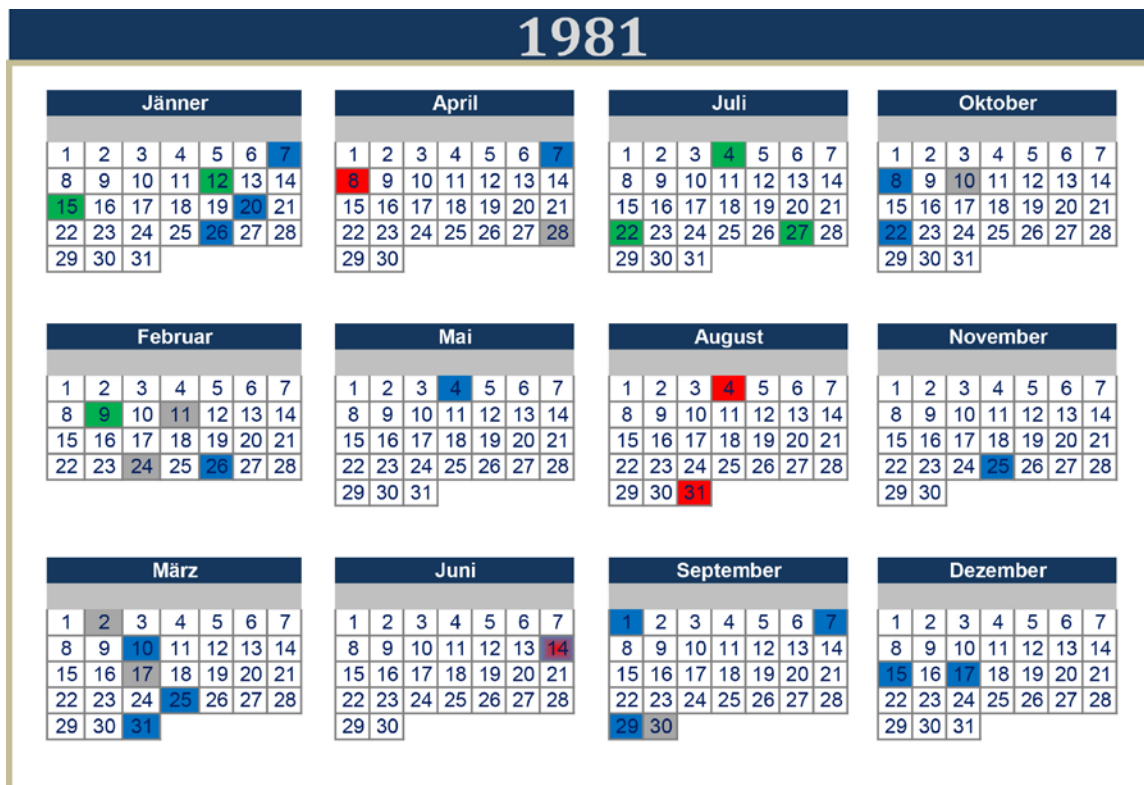 1981
Jänner April Juli Oktober
1 2 3 4 5 6 7 1 2 3 4 5 6 7 1 2 3 4 5 6 7 1 2 3 4 5 6 7
8 9 10 11 12 13 14 8 9 10 11 12 13 14 8 9 10 11 12 13 14 8 9 10 11 12 13 14
15 16 17 18 19 20 21 15 16 17 18 19 20 21 15 16 17 18 19 20 21 15 16 17 18 19 20 21
22 23 24 25 26 27 28 22 23 24 25 26 27 28 22 23 24 25 26 27 28 22 23 24 25 26 27 28
29 30 31 29 30 29 30 31 29 30 31
Februar Mai August November
1 2 3 4 5 6 7 1 2 3 4 5 6 7 1 2 3 4 5 6 7 1 2 3 4 5 6 7
8 9 10 11 12 13 14 8 9 10 11 12 13 14 8 9 10 11 12 13 14 8 9 10 11 12 13 14
15 16 17 18 19 20 21 15 16 17 18 19 20 21 15 16 17 18 19 20 21 15 16 17 18 19 20 21
22 23 24 25 26 27 28 22 23 24 25 26 27 28 22 23 24 25 26 27 28 22 23 24 25 26 27 28
29 30 31 29 30 31 29 30
März Juni September Dezember
1 2 3 4 5 6 7 1 2 3 4 5 6 7 1 2 3 4 5 6 7 1 2 3 4 5 6 7
8 9 10 11 12 13 14 8 9 10 11 12 13 14 8 9 10 11 12 13 14 8 9 10 11 12 13 14
15 16 17 18 19 20 21 15 16 17 18 19 20 21 15 16 17 18 19 20 21 15 16 17 18 19 20 21
22 23 24 25 26 27 28 22 23 24 25 26 27 28 22 23 24 25 26 27 28 22 23 24 25 26 27 28
29 30 31 29 30 29 30 29 30 31